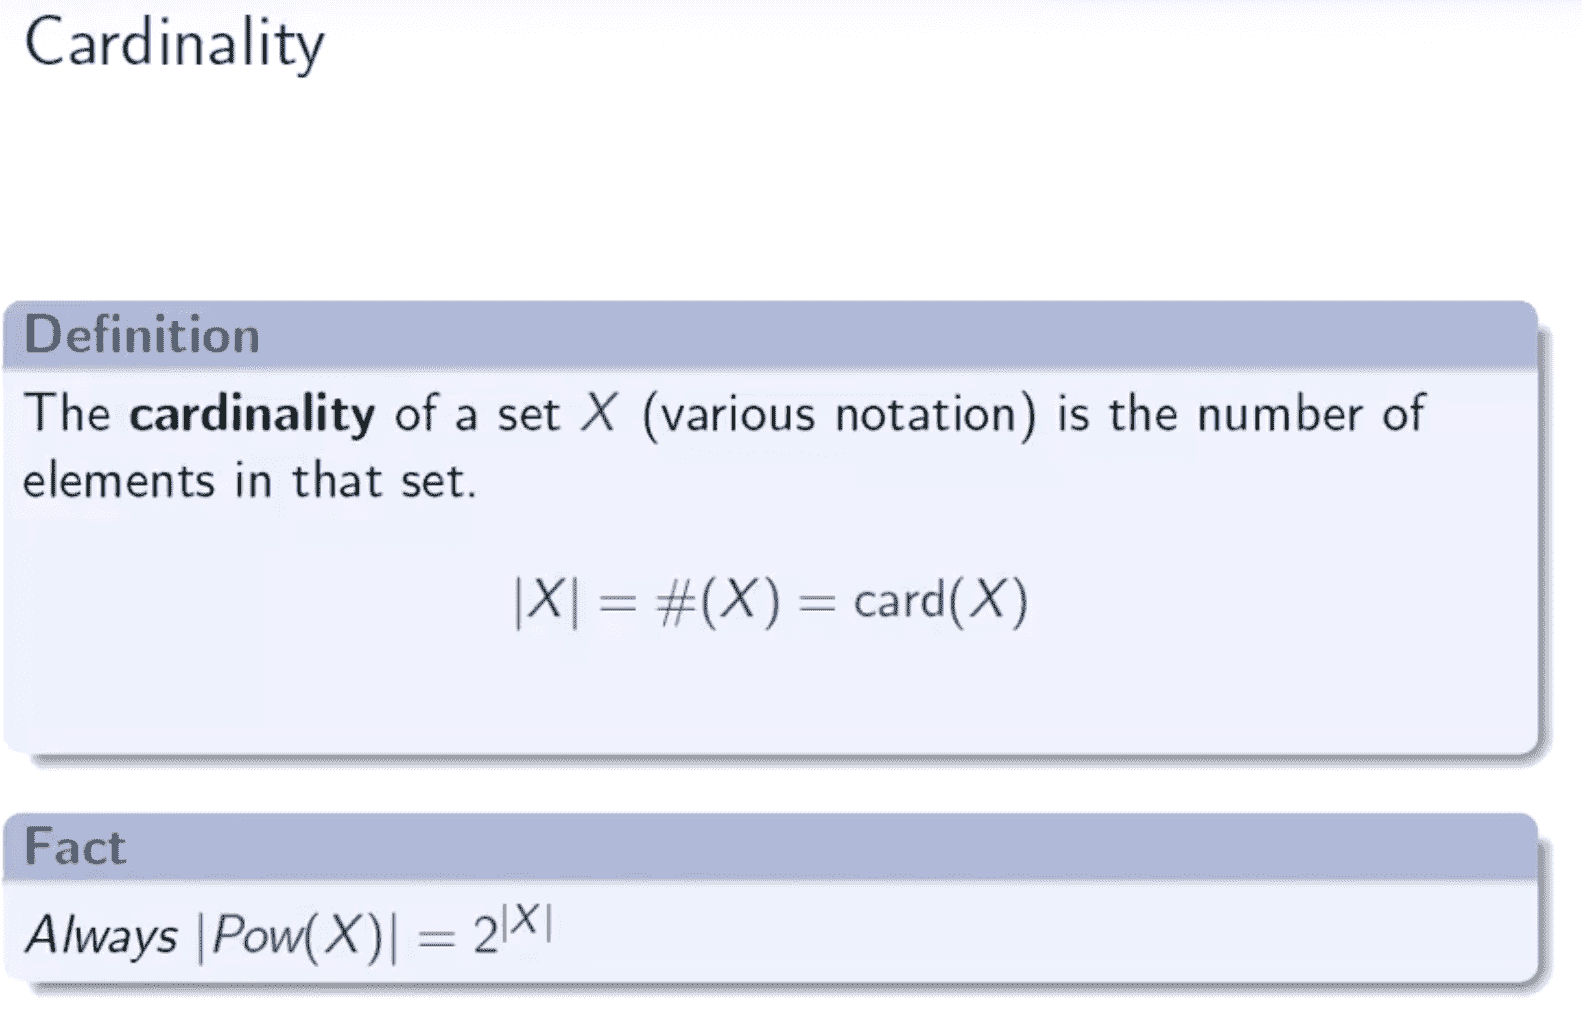 Cardinality
Definition
The cardinality of a set X (various notation) is the number of
elements in that set.
|X| = #(X) = card(X)
Fact
Always |Pow(X)| = 2^{|X|}